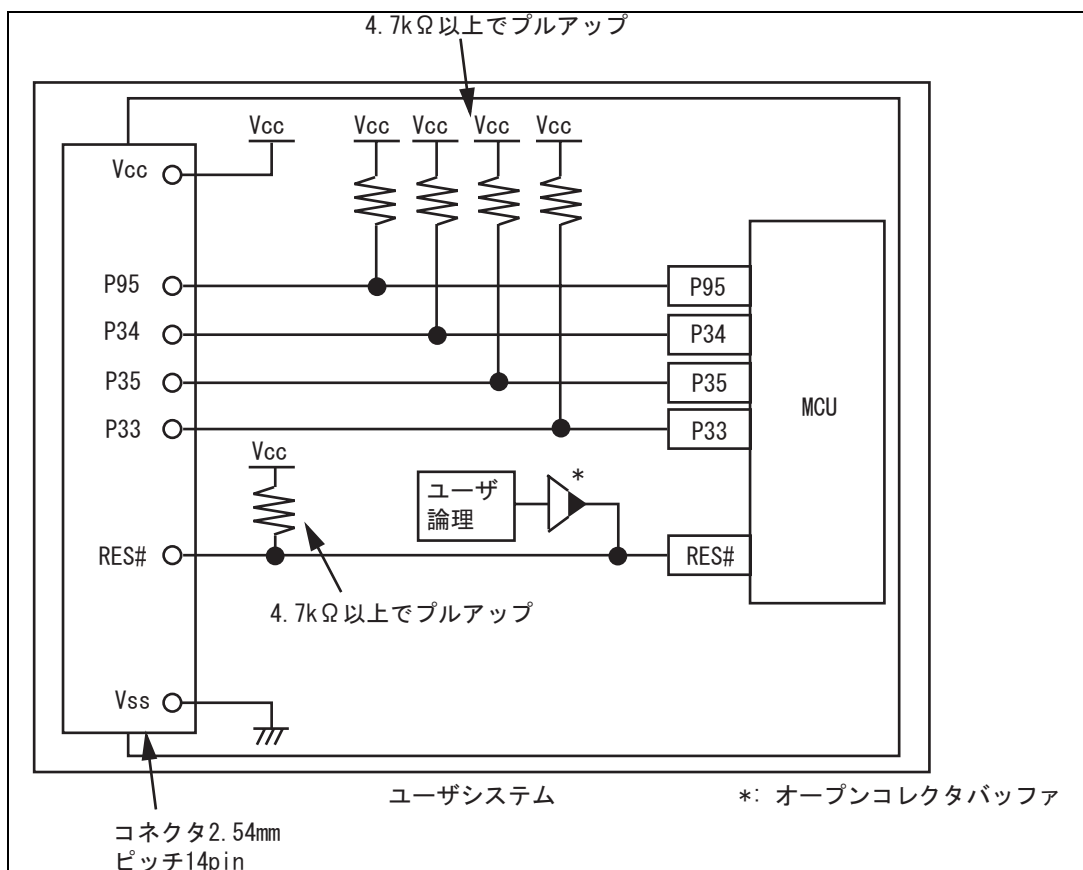 4.7kΩ以上でプルアップ
Vcc
Vcc
Vcc
Vcc
Vcc
Vcc
P95
P95
P34
P34
P35
P35
MCU
P33
P33
Vcc
*
ユーザ
論理
RES#
RES#
4.7kΩ以上でプルアップ
Vss
ユーザシステム
*: オープンコレクタバッファ
コネクタ2.54mm
ピッチ14pin